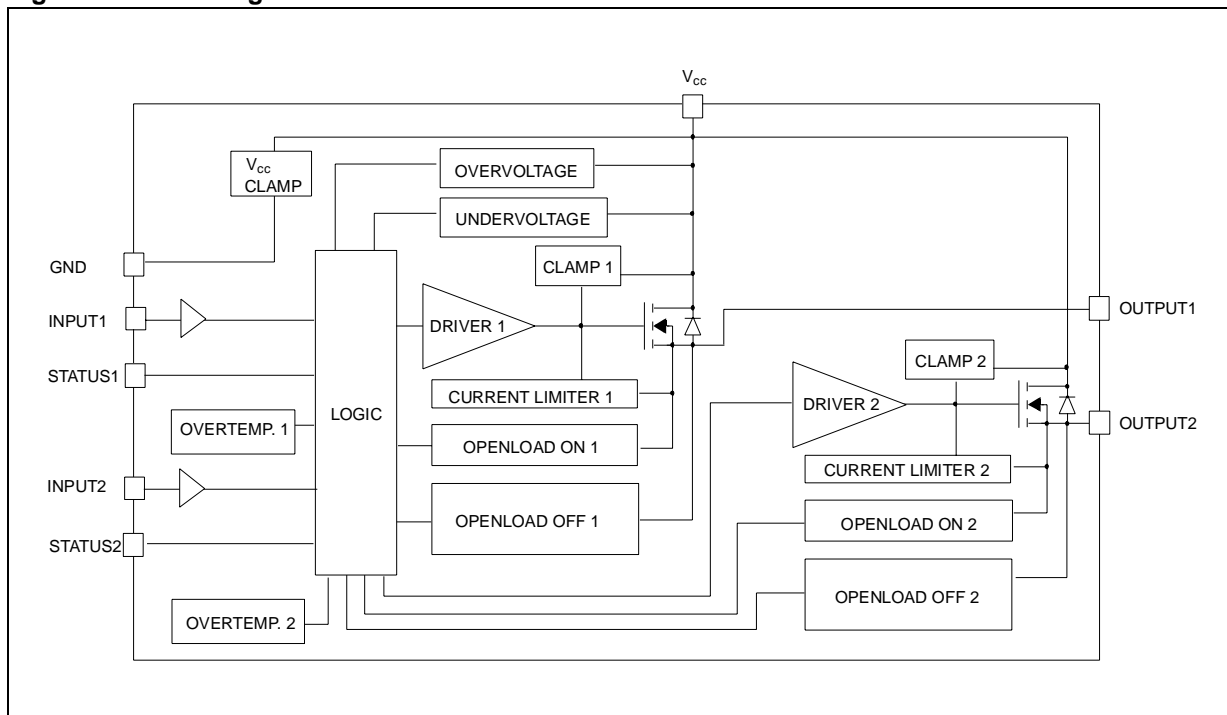 Vcc
Vcc
CLAMP
OVERVOLTAGE
UNDERVOLTAGE
GND
CLAMP 1
INPUT1
DRIVER 1
OUTPUT1
STATUS1
CLAMP 2
CURRENT LIMITER 1
LOGIC
DRIVER 2
OVERTEMP. 1
OPENLOAD ON 1
OUTPUT2
CURRENT LIMITER 2
INPUT2
OPENLOAD OFF 1
OPENLOAD ON 2
STATUS2
OPENLOAD OFF 2
OVERTEMP. 2